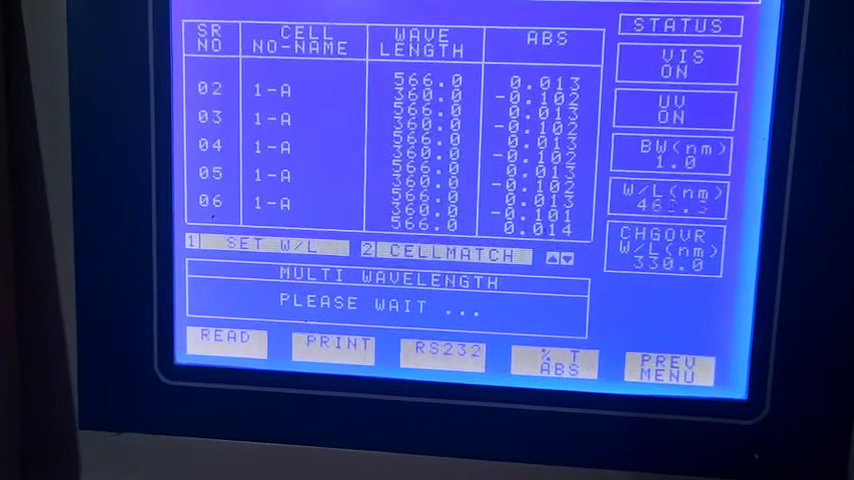 SR NO CELL NO-NAME WAVE LENGTH ABS
566.0 0.013
02 1-A 360.0 -0.102
566.0 0.013
03 1-A 360.0 -0.102
566.0 0.013
04 1-A 360.0 -0.102
566.0 0.013
05 1-A 360.0 -0.102
566.0 0.013
06 1-A 360.0 -0.101
566.0 0.014
STATUS
VIS
ON
UV
ON
BW(nm)
1.0
W/L(nm)
CHGOVR
W/L(nm)
330.0
1 SET W/L 2 CELLMATCH
MULTI WAVELENGTH
PLEASE WAIT ...
READ PRINT RS232 % T ABS PREV MENU